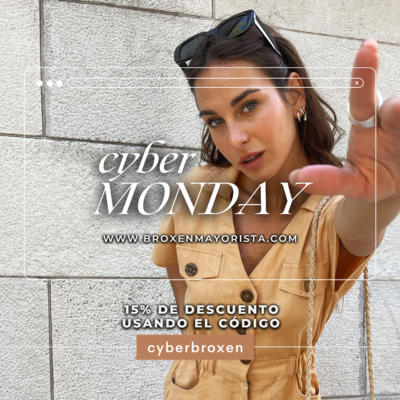 cyber
MONDAY
WWW.BROXENMAYORISTA.COM
15% DE DESCUENTO
USANDO EL CÓDIGO
cyberbroxen